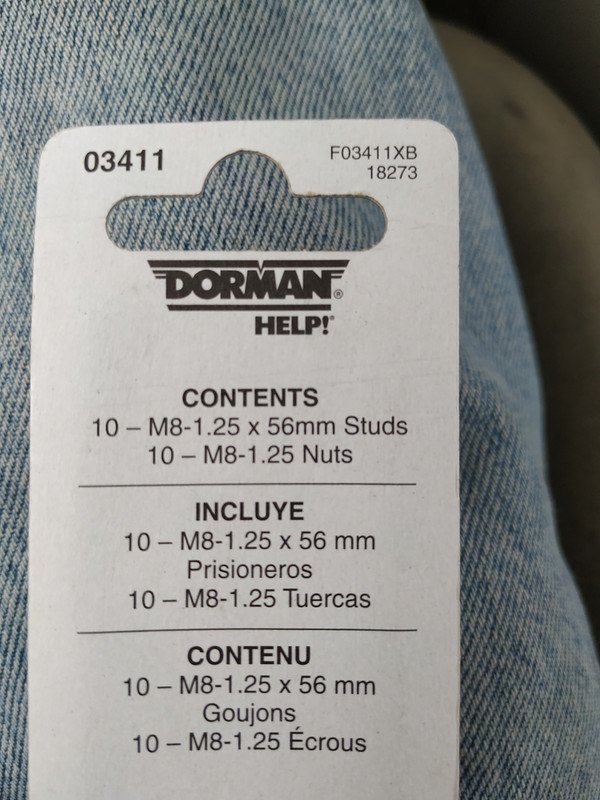 03411
F03411XB
18273
DORMAN®
HELP!®
CONTENTS
10 – M8-1.25 x 56mm Studs
10 – M8-1.25 Nuts
INCLUYE
10 – M8-1.25 x 56 mm
Prisioneros
10 – M8-1.25 Tuercas
CONTENU
10 – M8-1.25 x 56 mm
Goujons
10 – M8-1.25 Écrous